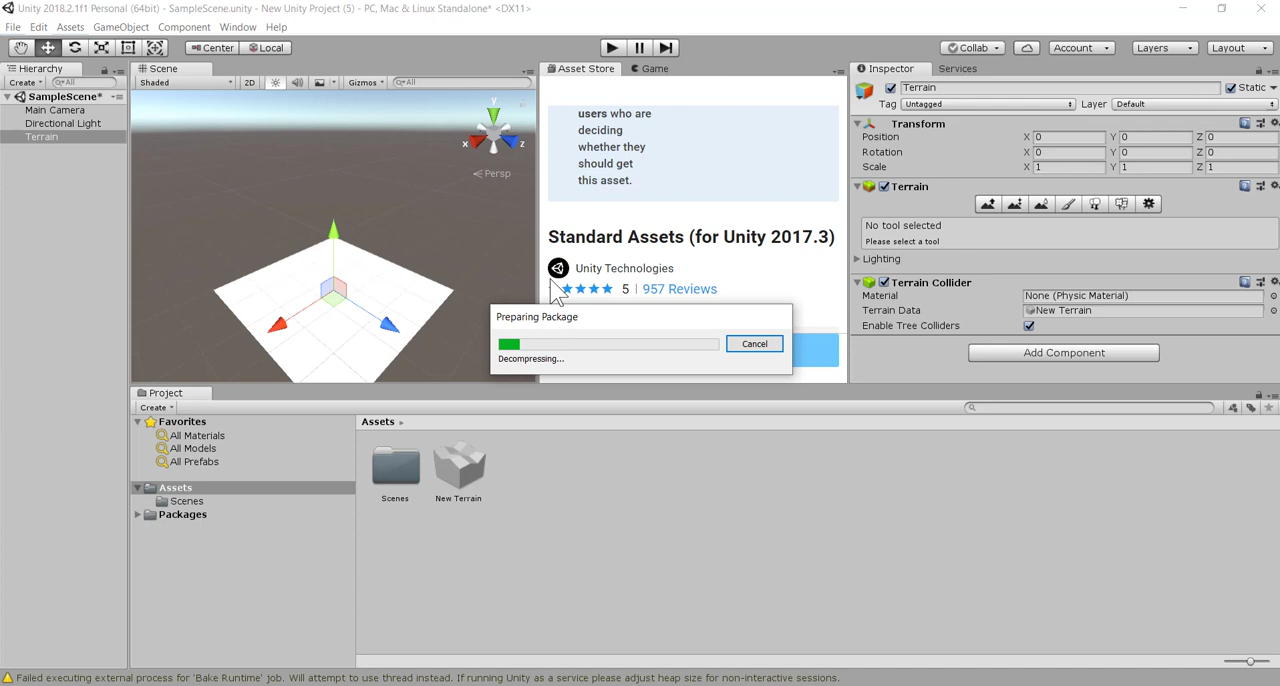 Unity 2018.2.1f1 Personal (64bit) - SampleScene.unity - New Unity Project (5) - PC, Mac & Linux Standalone* <DX11>
File Edit Assets GameObject Component Window Help
Center Local Collab Account Layers Layout
Hierarchy
Create All
SampleScene*
Main Camera
Directional Light
Terrain
Scene
Shaded 2D Gizmos All
y
x z
Persp
Asset Store Game
users who are
deciding
whether they
should get
this asset.
Standard Assets (for Unity 2017.3)
Unity Technologies
5 | 957 Reviews
Preparing Package
Cancel
Decompressing...
Inspector Services
Terrain Static
Tag Untagged Layer Default
Transform
Position X 0 Y 0 Z 0
Rotation X 0 Y 0 Z 0
Scale X 1 Y 1 Z 1
Terrain
No tool selected
Please select a tool
Lighting
Terrain Collider
Material None (Physic Material)
Terrain Data New Terrain
Enable Tree Colliders
Add Component
Project
Create
Favorites
All Materials
All Models
All Prefabs
Assets
Scenes
Packages
Assets
Scenes New Terrain
Failed executing external process for 'Bake Runtime' job. Will attempt to use thread instead. If running Unity as a service please adjust heap size for non-interactive sessions.